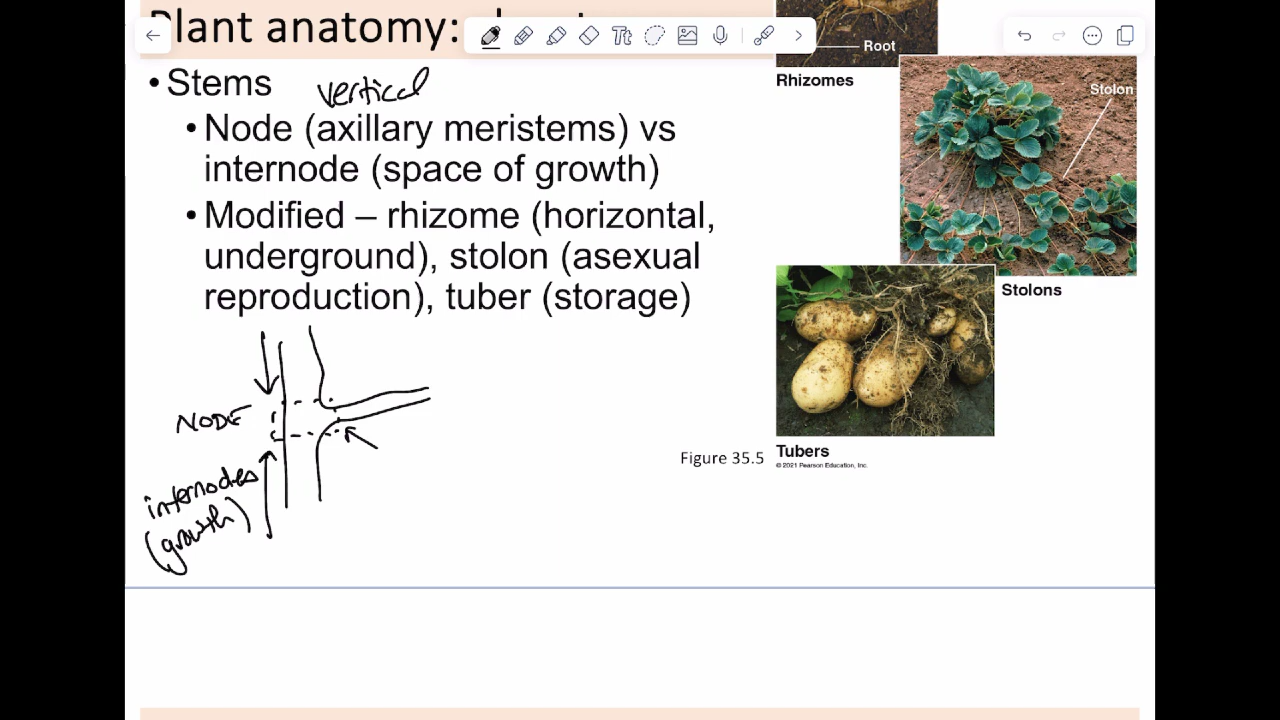 Plant anatomy:
Root
Rhizomes
• Stems
vertical
• Node (axillary meristems) vs
internode (space of growth)
• Modified – rhizome (horizontal,
underground), stolon (asexual
reproduction), tuber (storage)
Stolon
Stolons
NODE
internodes
(growth)
Figure 35.5
Tubers
© 2021 Pearson Education, Inc.
Tt